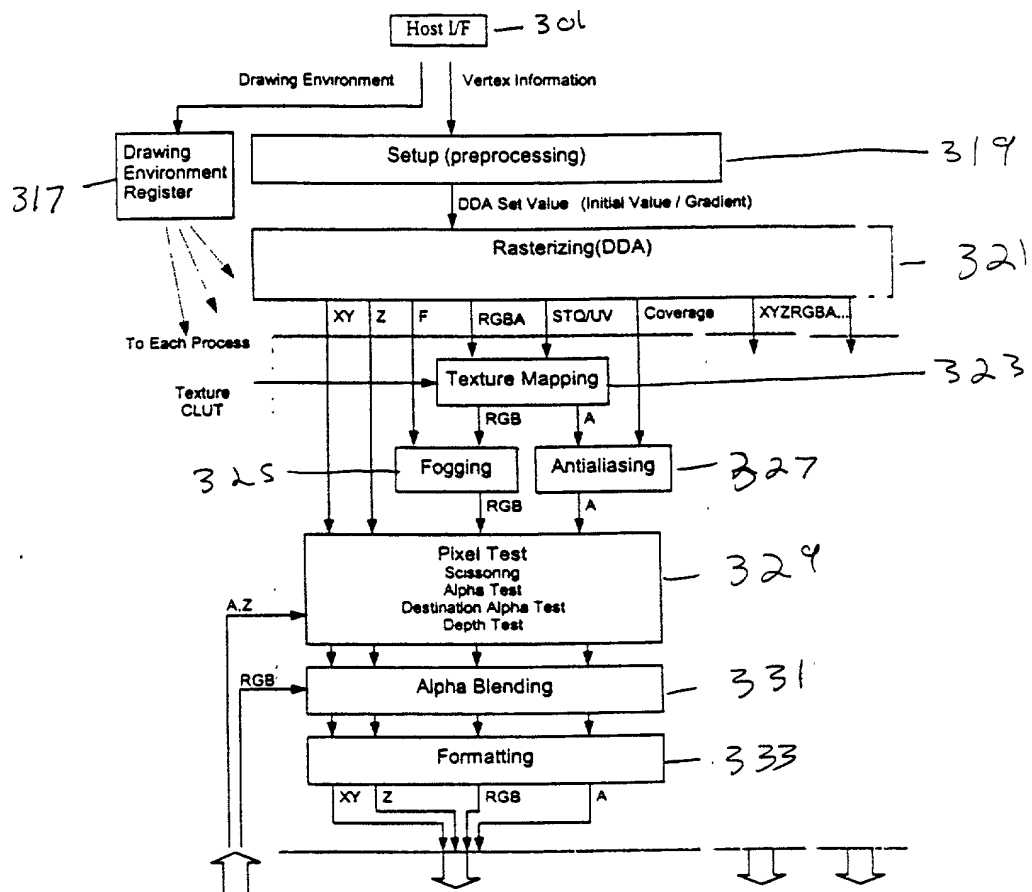 Host I/F
301
Drawing Environment
Vertex Information
Drawing
Environment
Register
317
Setup (preprocessing)
319
DDA Set Value (Initial Value / Gradient)
Rasterizing(DDA)
321
XY
Z
F
RGBA
STQ/UV
Coverage
XYZRGBA...
To Each Process
Texture
CLUT
Texture Mapping
323
RGB
A
Fogging
325
Antialiasing
327
RGB
A
Pixel Test
Scissoring
Alpha Test
Destination Alpha Test
Depth Test
329
A,Z
RGB
Alpha Blending
331
Formatting
333
XY
Z
RGB
A